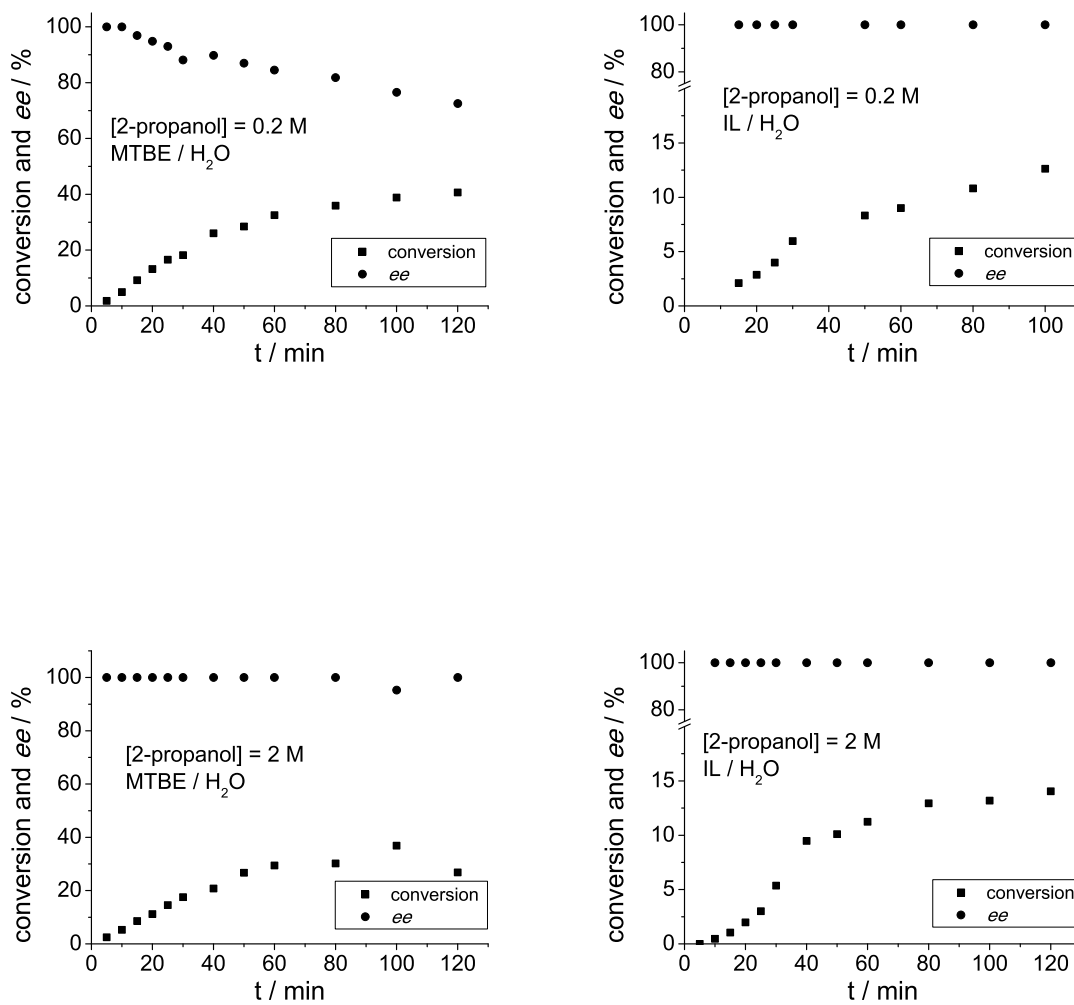 conversion and ee / %
100
80
60
40
20
0
[2-propanol] = 0.2 M
MTBE / H₂O
conversion
ee
0 20 40 60 80 100 120
t / min
conversion and ee / %
100
80
15
10
5
0
[2-propanol] = 0.2 M
IL / H₂O
conversion
ee
0 20 40 60 80 100
t / min
conversion and ee / %
100
80
60
40
20
0
[2-propanol] = 2 M
MTBE / H₂O
conversion
ee
0 20 40 60 80 100 120
t / min
conversion and ee / %
100
80
15
10
5
0
[2-propanol] = 2 M
IL / H₂O
conversion
ee
0 20 40 60 80 100 120
t / min